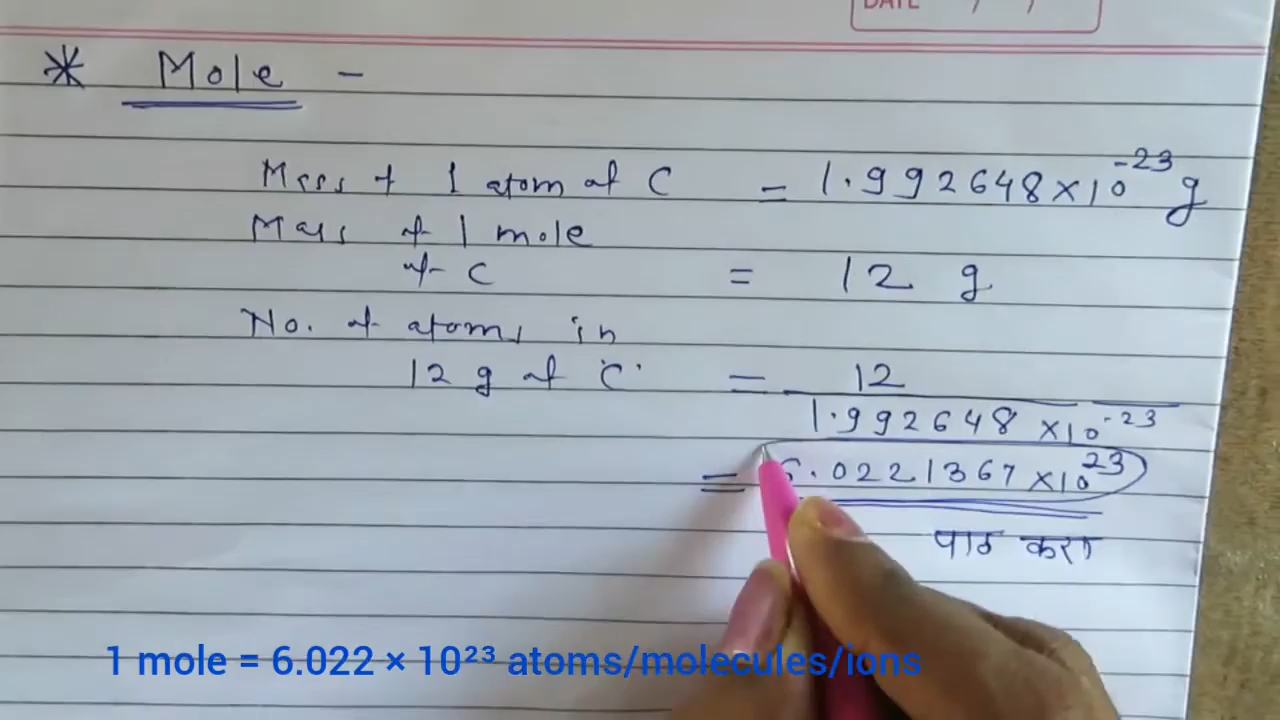 DATE / /
* Mole -
Mass of 1 atom of C = 1.992648×10⁻²³ g
Mass of 1 mole
of C = 12 g
No. of atoms in
12 g of 'C' = 12
1.992648 ×10⁻²³
= 6.0221367×10²³
पाठ करा
1 mole = 6.022 × 10²³ atoms/molecules/ions